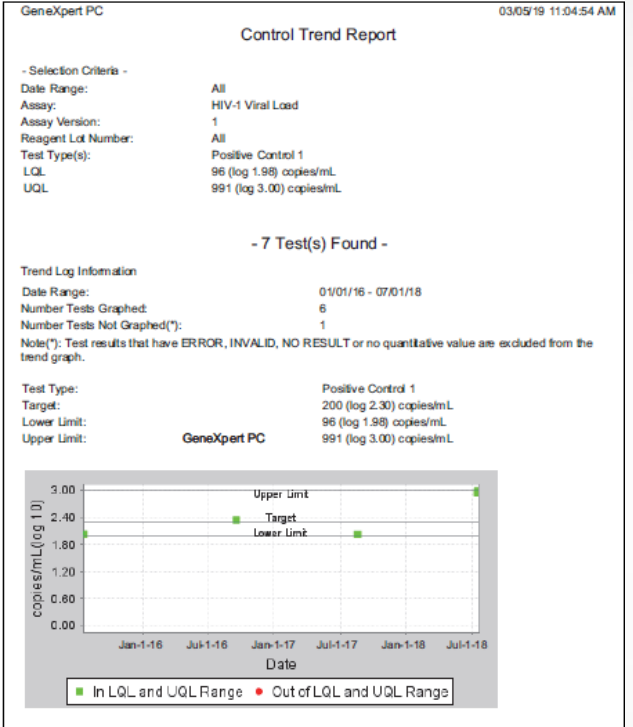 GeneXpert PC 03/05/19 11:04:54 AM
Control Trend Report
- Selection Criteria -
Date Range: All
Assay: HIV-1 Viral Load
Assay Version: 1
Reagent Lot Number: All
Test Type(s): Positive Control 1
LQL 96 (log 1.98) copies/mL
UQL 991 (log 3.00) copies/mL
- 7 Test(s) Found -
Trend Log Information
Date Range: 01/01/16 - 07/01/18
Number Tests Graphed: 6
Number Tests Not Graphed(*): 1
Note(*): Test results that have ERROR, INVALID, NO RESULT or no quantitative value are excluded from the
trend graph.
Test Type: Positive Control 1
Target: 200 (log 2.30) copies/mL
Lower Limit: 96 (log 1.98) copies/mL
Upper Limit: GeneXpert PC 991 (log 3.00) copies/mL
copies/mL(log 10)
3.00 Upper Limit
2.40 Target
Lower Limit
1.80
1.20
0.60
0.00
Jan-1-16 Jul-1-16 Jan-1-17 Jul-1-17 Jan-1-18 Jul-1-18
Date
In LQL and UQL Range Out of LQL and UQL Range